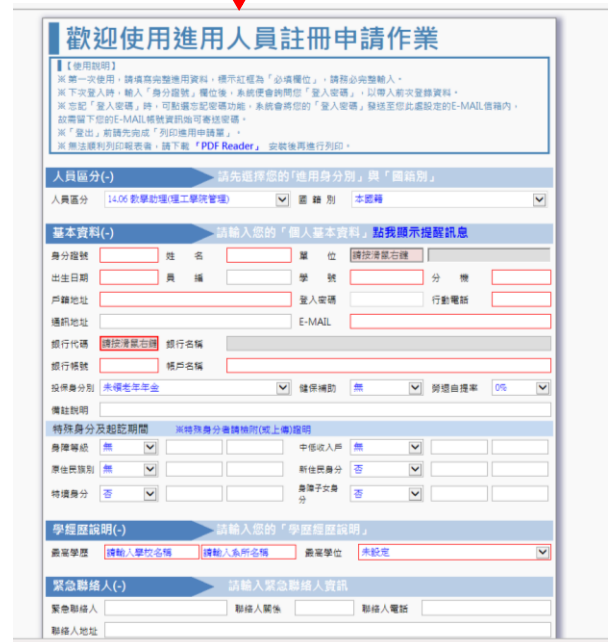 歡迎使用進用人員註冊申請作業
【使用說明】
※第一次使用，請填寫完整進用資料，標示紅框為「必填欄位」，請務必完整輸入。
※下次登入時，輸入「身分證號」欄位後，系統便會詢問您「登入密碼」，以帶入前次登錄資料。
※忘記「登入密碼」時，可點選忘記密碼功能，系統會將您的「登入密碼」發送至您此處設定的E-MAIL信箱內，
故需留下您的E-MAIL帳號資訊始可寄送密碼。
※「登出」前請先完成「列印進用申請單」。
※無法順利列印報表者，請下載「PDF Reader」 安裝後再進行列印。
人員區分(-) 請先選擇您的「進用身分別」與「國籍別」
人員區分 14.06 教學助理(理工學院管理) 國籍別 本國籍
基本資料(-) 請輸入您的「個人基本資料」點我顯示提醒訊息
身分證號 姓名 單位 請按滑鼠右鍵
出生日期 員編 學號 分機
戶籍地址 登入密碼 行動電話
通訊地址 E-MAIL
銀行代碼 請按滑鼠右鍵 銀行名稱
銀行帳號 帳戶名稱
投保身分別 未領老年年金 健保補助 無 勞退自提率 0%
備註說明
特殊身分及起訖期間 ※特殊身分者請檢附(或上傳)證明
身障等級 無 中低收入戶 無
原住民族別 無 新住民身分 否
特境身分 否 身障子女身分 否
學經歷說明(-) 請輸入您的「學歷經歷說明」
最高學歷 請輸入學校名稱 請輸入系所名稱 最高學位 未設定
緊急聯絡人(-) 請輸入緊急聯絡人資訊
緊急聯絡人 聯絡人關係 聯絡人電話
聯絡人地址